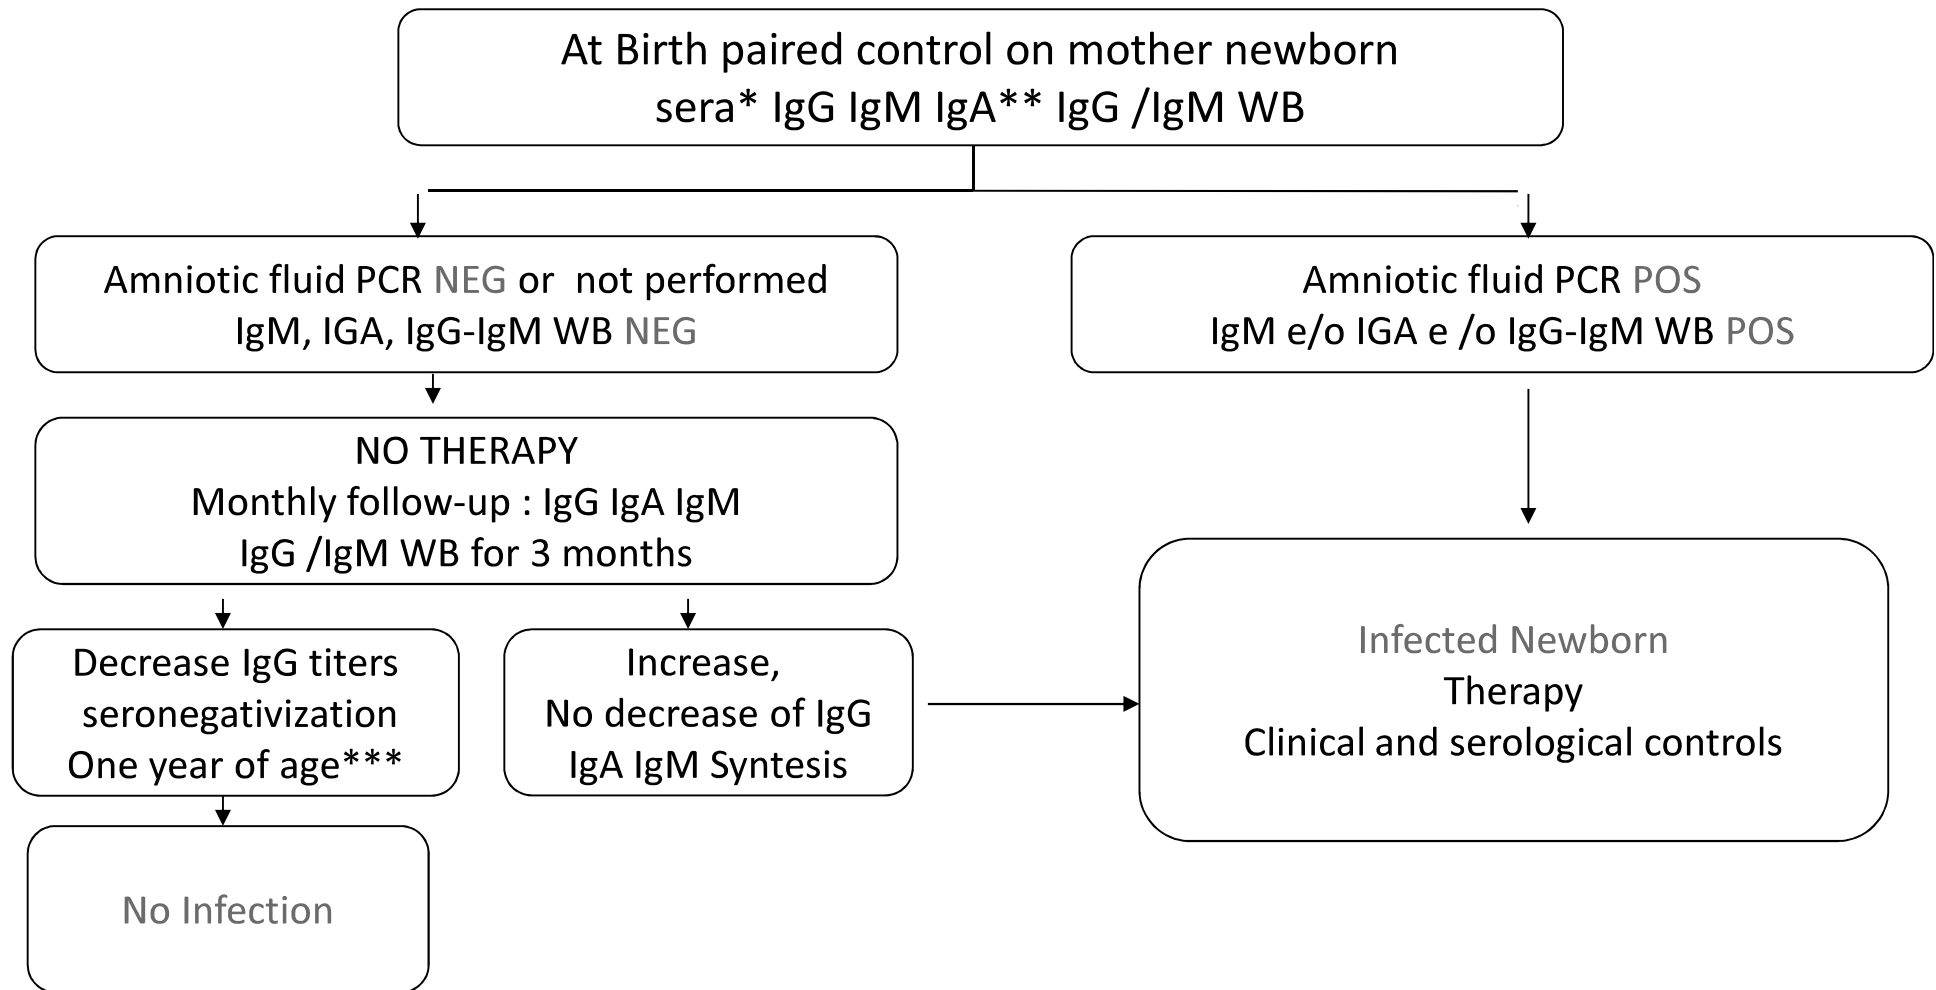 At Birth paired control on mother newborn
sera* IgG IgM IgA** IgG /IgM WB
Amniotic fluid PCR NEG or not performed
IgM, IGA, IgG-IgM WB NEG
Amniotic fluid PCR POS
IgM e/o IGA e /o IgG-IgM WB POS
NO THERAPY
Monthly follow-up : IgG IgA IgM
IgG /IgM WB for 3 months
Decrease IgG titers
seronegativization
One year of age***
Increase,
No decrease of IgG
IgA IgM Syntesis
Infected Newborn
Therapy
Clinical and serological controls
No Infection